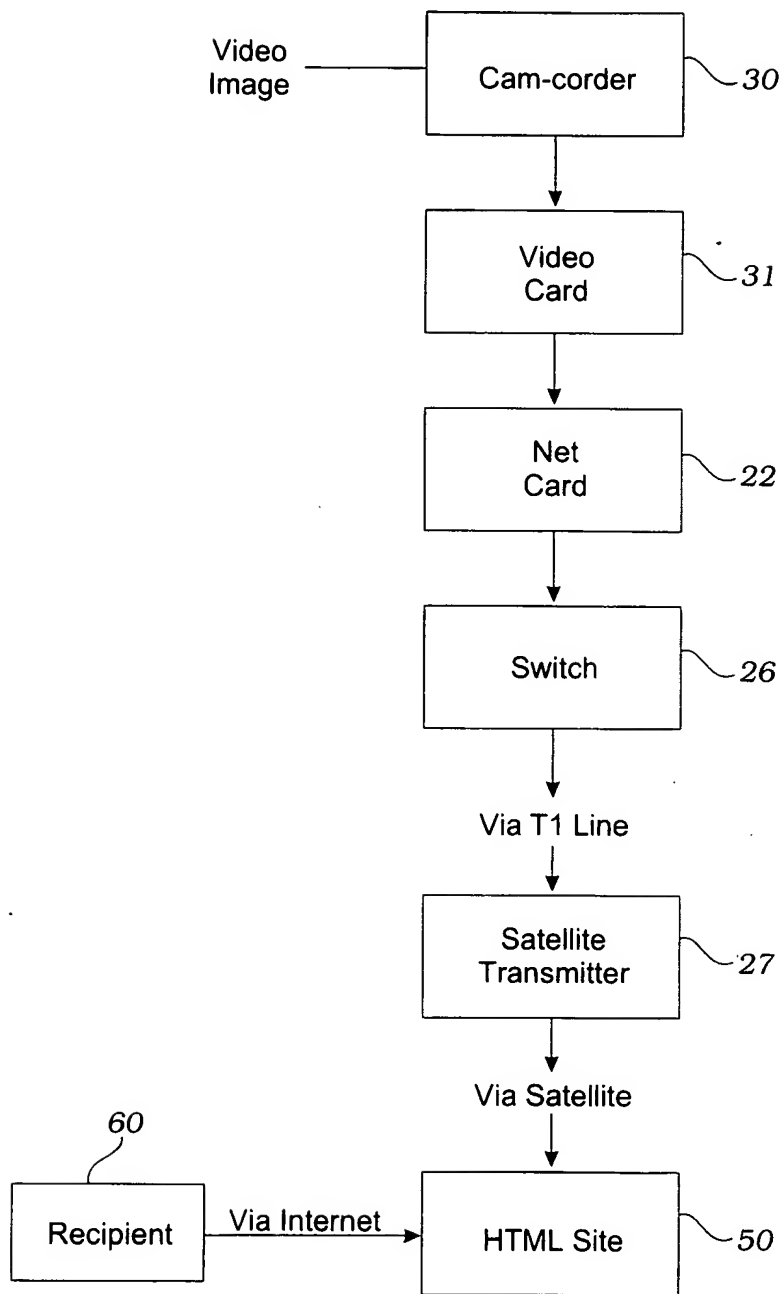 Video
Image
Cam-corder
30
Video
Card
31
Net
Card
22
Switch
26
Via T1 Line
Satellite
Transmitter
27
Via Satellite
60
Recipient
Via Internet
HTML Site
50